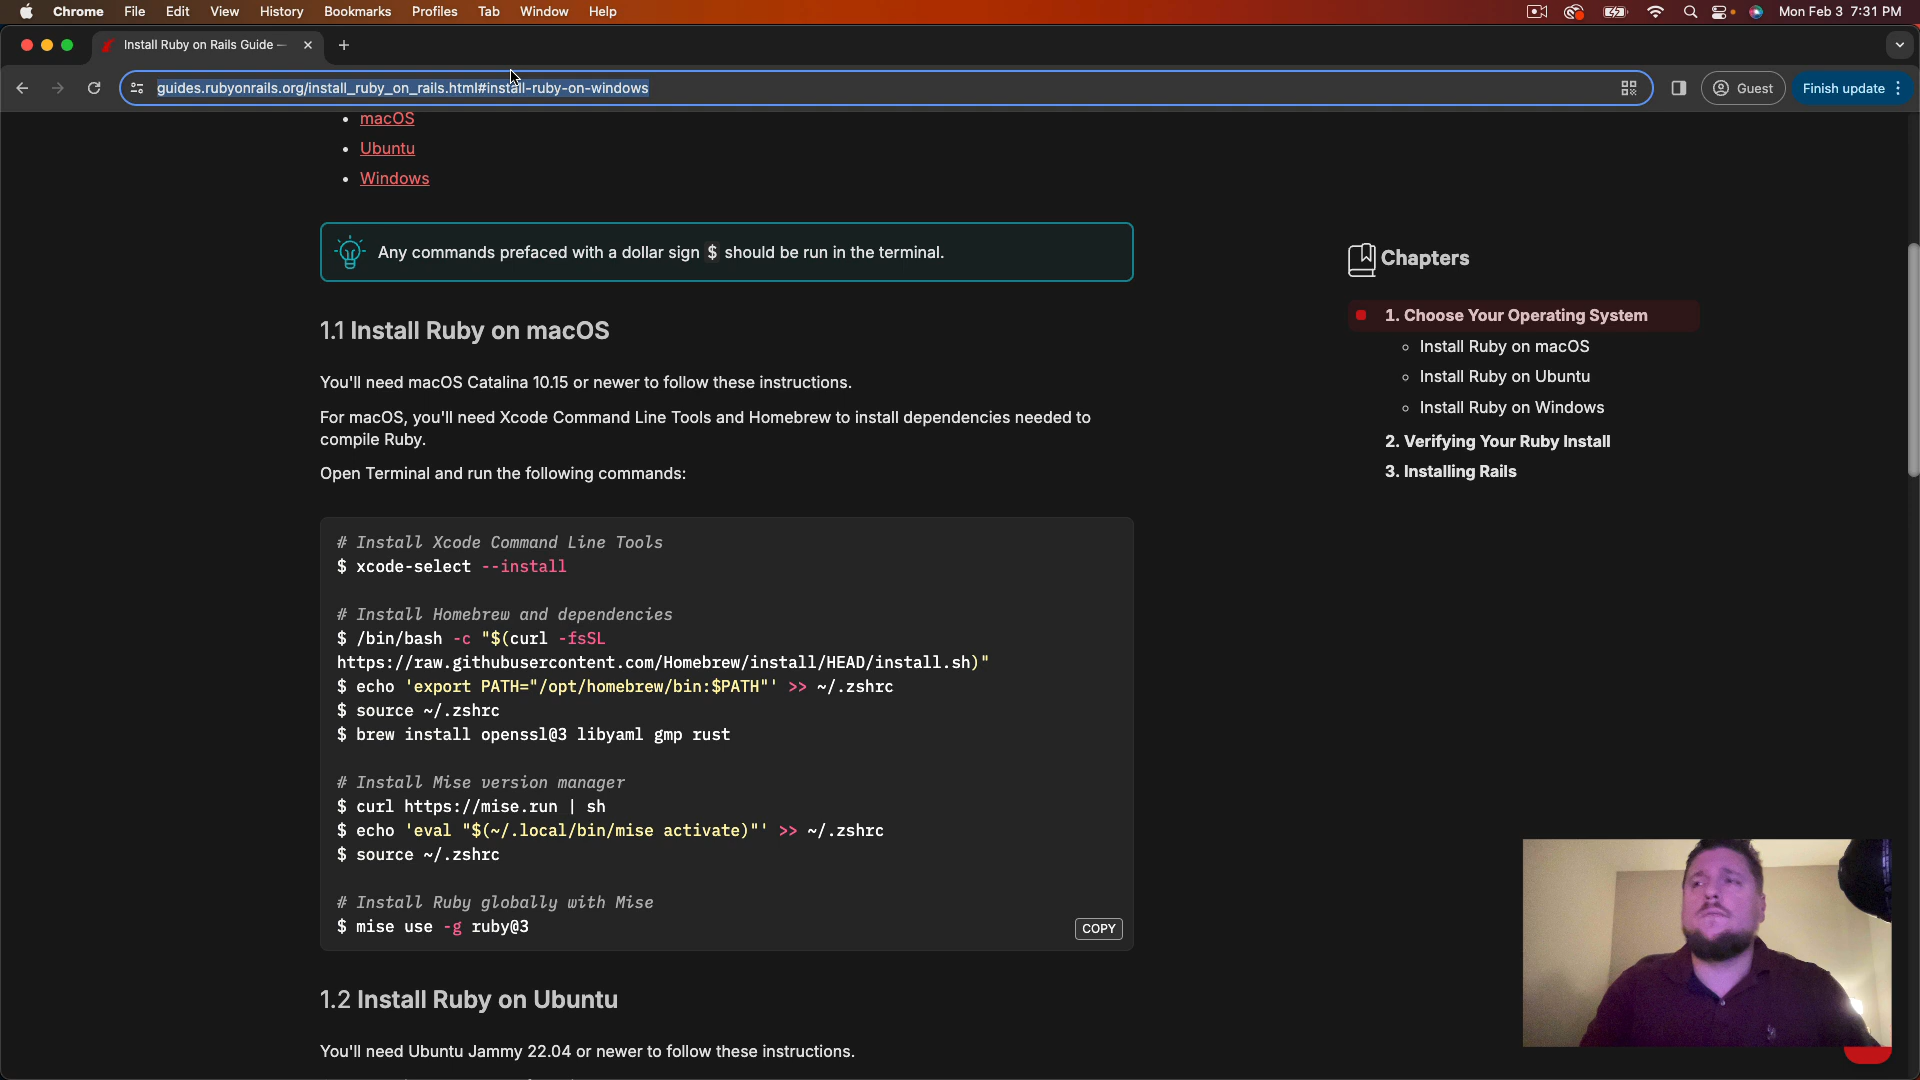 Chrome File Edit View History Bookmarks Profiles Tab Window Help Mon Feb 3 7:31 PM
Install Ruby on Rails Guide –
guides.rubyonrails.org/install_ruby_on_rails.html#install-ruby-on-windows Guest Finish update
• macOS
• Ubuntu
• Windows
Any commands prefaced with a dollar sign $ should be run in the terminal.
1.1 Install Ruby on macOS
You'll need macOS Catalina 10.15 or newer to follow these instructions.
For macOS, you'll need Xcode Command Line Tools and Homebrew to install dependencies needed to
compile Ruby.
Open Terminal and run the following commands:
# Install Xcode Command Line Tools
$ xcode-select --install
# Install Homebrew and dependencies
$ /bin/bash -c "$(curl -fsSL
https://raw.githubusercontent.com/Homebrew/install/HEAD/install.sh)"
$ echo 'export PATH="/opt/homebrew/bin:$PATH"' >> ~/.zshrc
$ source ~/.zshrc
$ brew install openssl@3 libyaml gmp rust
# Install Mise version manager
$ curl https://mise.run | sh
$ echo 'eval "$(~/.local/bin/mise activate)"' >> ~/.zshrc
$ source ~/.zshrc
# Install Ruby globally with Mise
$ mise use -g ruby@3
COPY
1.2 Install Ruby on Ubuntu
You'll need Ubuntu Jammy 22.04 or newer to follow these instructions.
Chapters
1. Choose Your Operating System
Install Ruby on macOS
Install Ruby on Ubuntu
Install Ruby on Windows
2. Verifying Your Ruby Install
3. Installing Rails